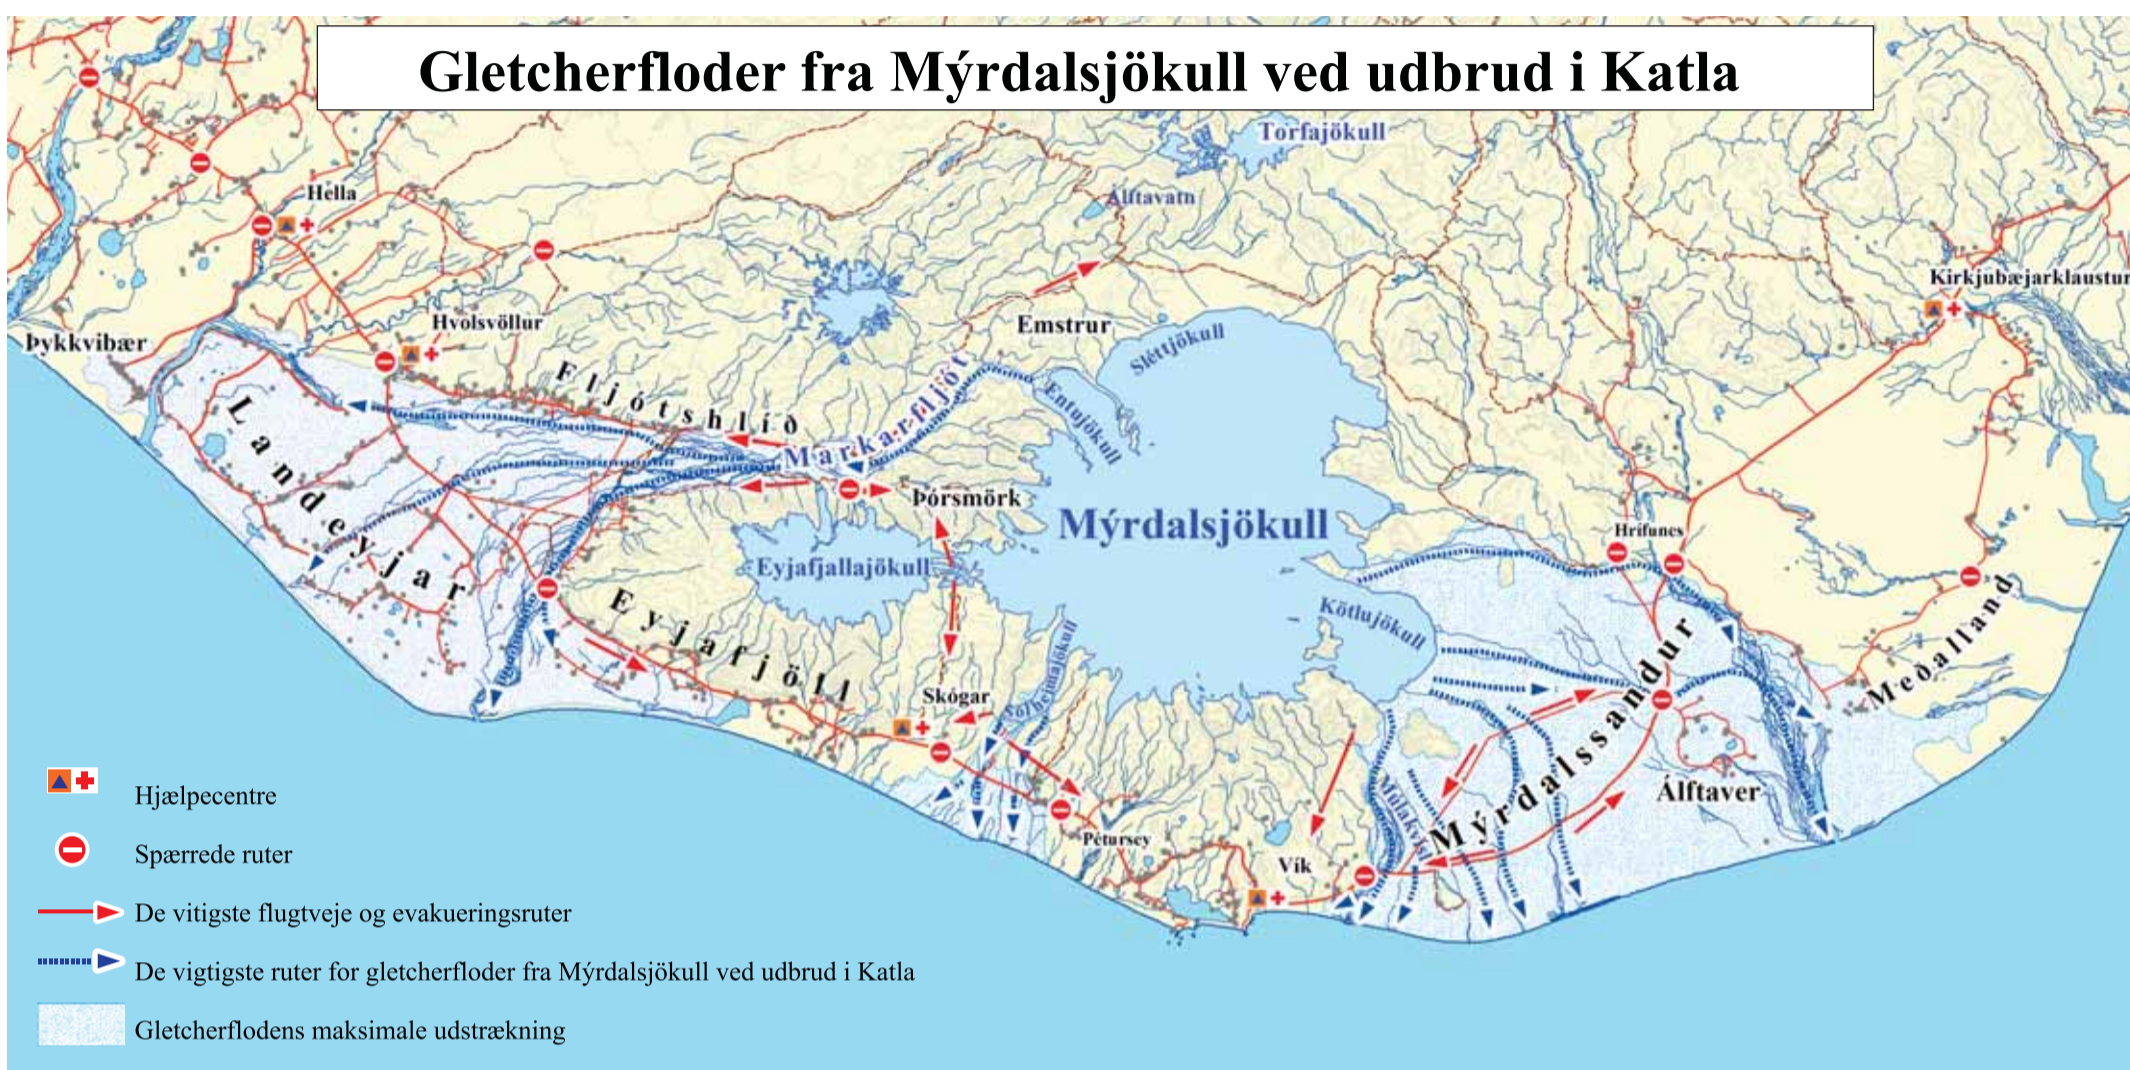 Gletcherfloder fra Mýrdalsjökull ved udbrud i Katla
Torfajökull
Álftavatn
Hella
Kirkjubæjarklaustur
Hvolsvöllur
Emstrur
Þykkvibær
Sléttjökull
Fljótshlíð
Markarfljót
Entujökull
Landeyjar
Þórsmörk
Mýrdalsjökull
Hrífunes
Eyjafjallajökull
Eyjafjöll
Kötlujökull
Meðalland
Skógar
Sólheimajökull
Mýrdalssandur
Álftaver
Múlakvísl
Pétursey
Vík
Hjælpecentre
Spærrede ruter
De vitigste flugtveje og evakueringsruter
De vigtigste ruter for gletcherfloder fra Mýrdalsjökull ved udbrud i Katla
Gletcherflodens maksimale udstrækning